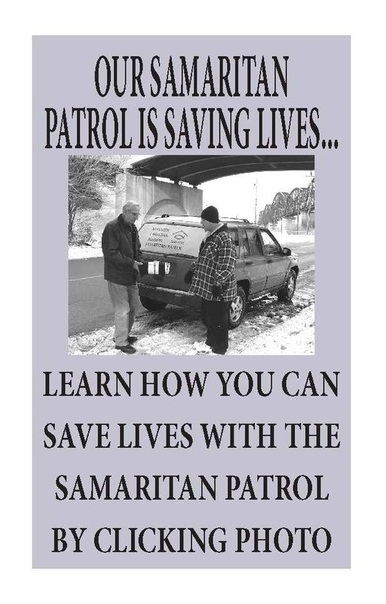 OUR SAMARITAN
PATROL IS SAVING LIVES...
LEARN HOW YOU CAN
SAVE LIVES WITH THE
SAMARITAN PATROL
BY CLICKING PHOTO